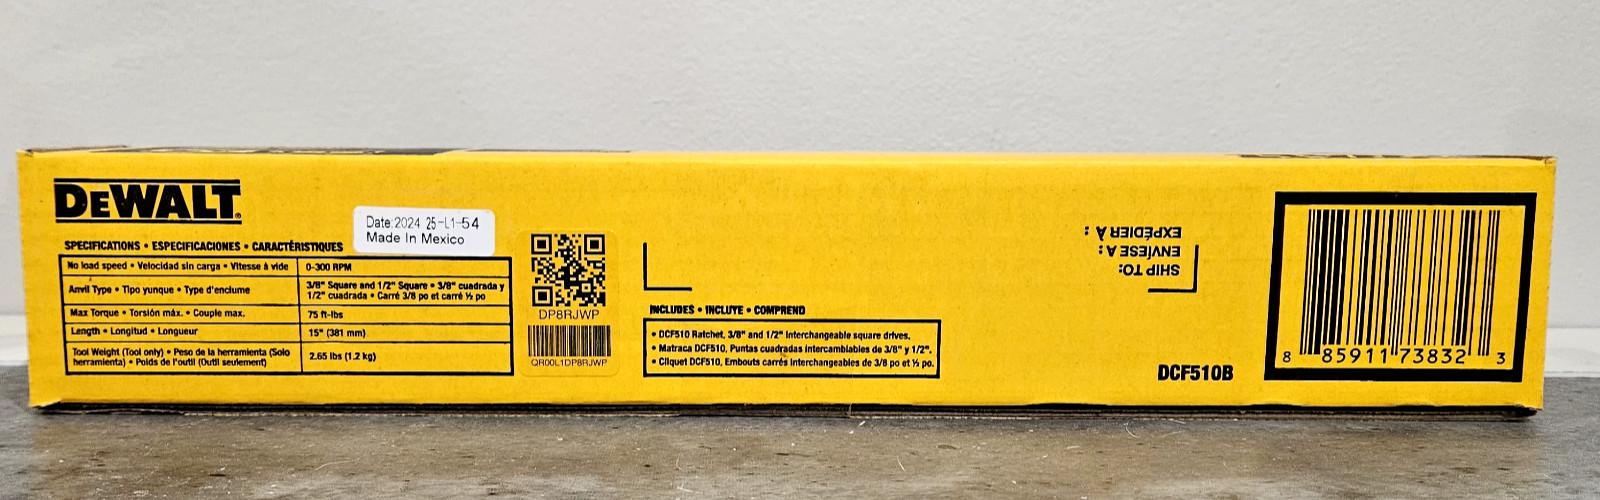 DEWALT
Date:2024 25-L1-54
Made In Mexico
SPECIFICATIONS • ESPECIFICACIONES • CARACTÉRISTIQUES
No load speed • Velocidad sin carga • Vitesse à vide
0-300 RPM
Anvil Type • Tipo yunque • Type d'enclume
3/8" Square and 1/2" Square • 3/8" cuadrada y
1/2" cuadrada • Carré 3/8 po et carré ½ po
Max Torque • Torsión máx. • Couple max.
75 ft-lbs
Length • Longitud • Longueur
15" (381 mm)
Tool Weight (Tool only) • Peso de la herramienta (Solo
herramienta) • Poids de l'outil (Outil seulement)
2.65 lbs (1.2 kg)
DP8RJWP
QR00L1DP8RJWP
INCLUDES • INCLUYE • COMPREND
• DCF510 Ratchet, 3/8" and 1/2" interchangeable square drives.
• Matraca DCF510, Puntas cuadradas intercambiables de 3/8" y 1/2".
• Cliquet DCF510, Embouts carrés interchangeables de 3/8 po et ½ po.
SHIP TO:
ENVÍESE A :
EXPÉDIER À :
DCF510B
8 85911 73832 3